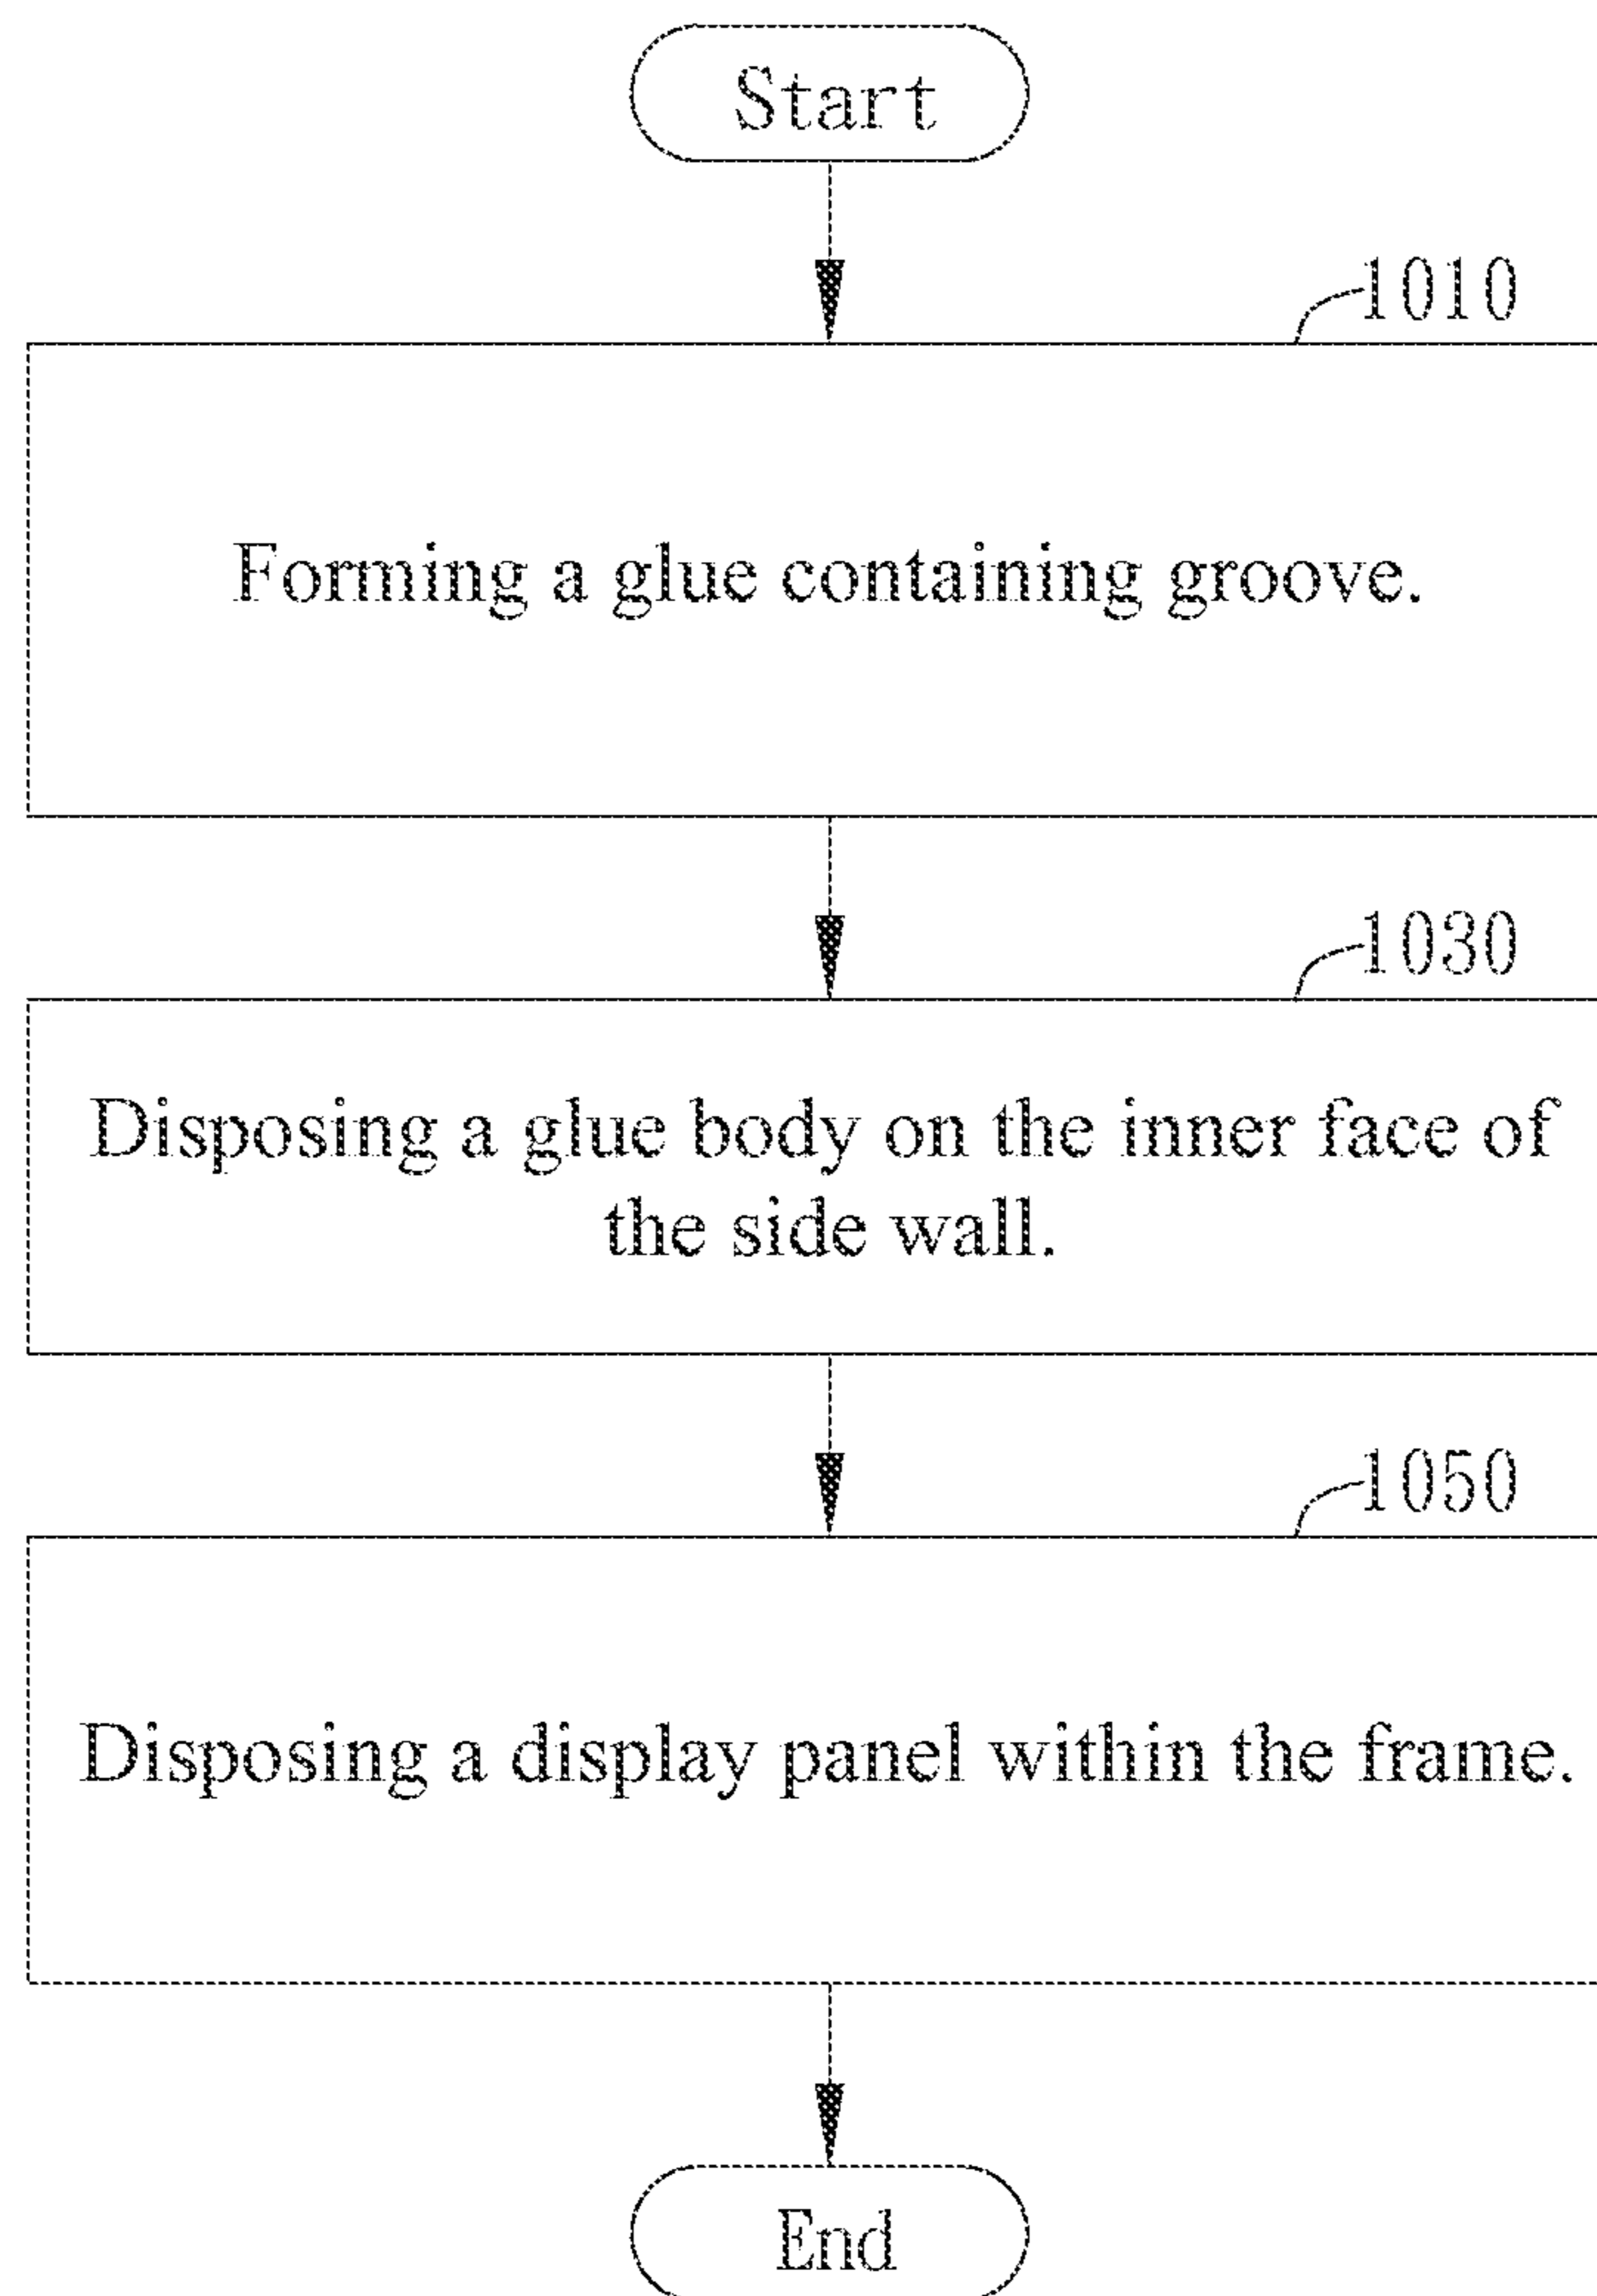 Start
1010
Forming a glue containing groove.
1030
Disposing a glue body on the inner face of
the side wall.
1050
Disposing a display panel within the frame.
End